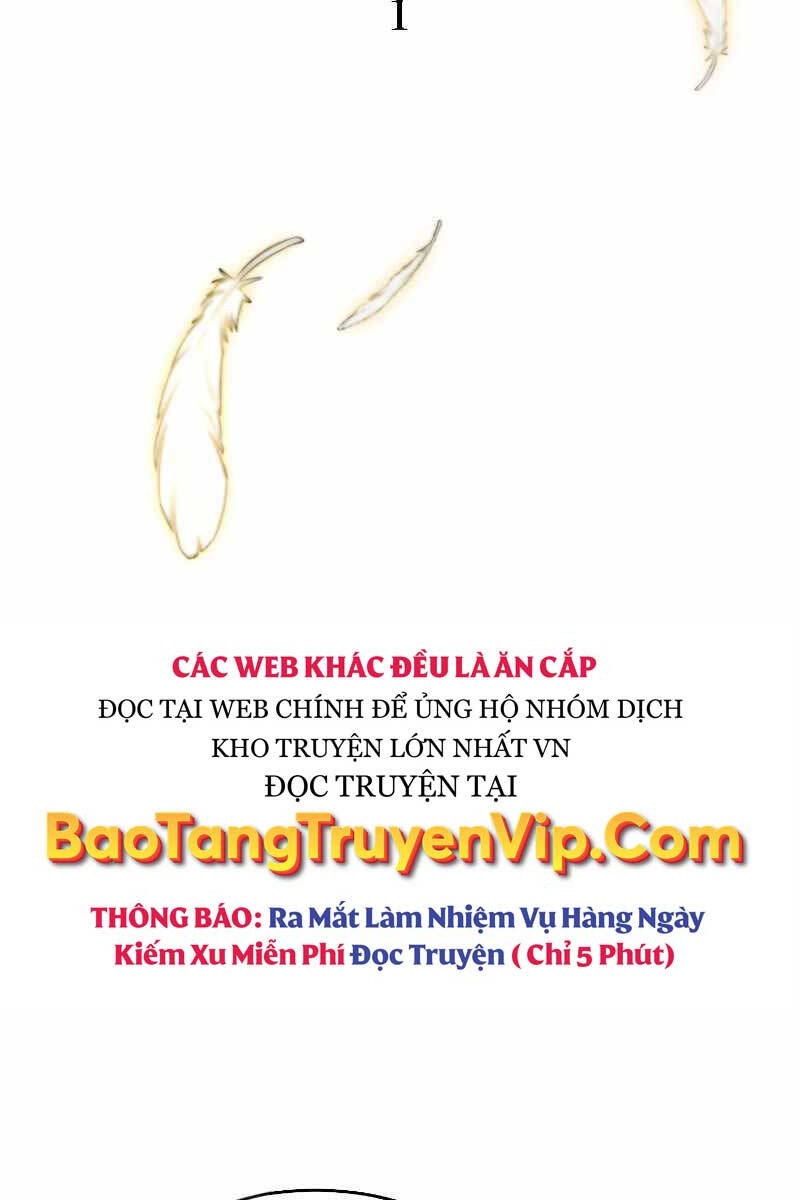 1
CÁC WEB KHÁC ĐỀU LÀ ĂN CẮP
ĐỌC TẠI WEB CHÍNH ĐỂ ỦNG HỘ NHÓM DỊCH
KHO TRUYỆN LỚN NHẤT VN
ĐỌC TRUYỆN TẠI
BaoTangTruyenVip.Com
THÔNG BÁO: Ra Mắt Làm Nhiệm Vụ Hàng Ngày
Kiếm Xu Miễn Phí Đọc Truyện ( Chỉ 5 Phút)